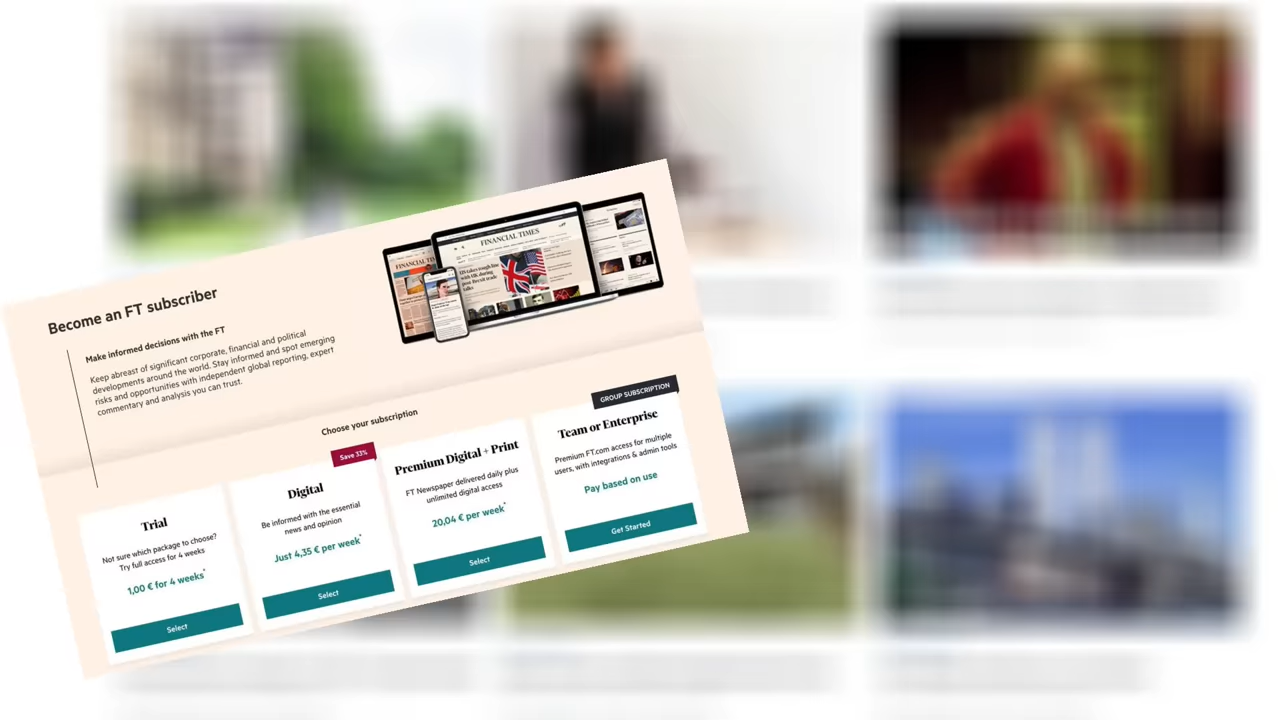 Become an FT subscriber
Make informed decisions with the FT
Keep abreast of significant corporate, financial and political
developments around the world. Stay informed and spot emerging
risks and opportunities with independent global reporting, expert
commentary and analysis you can trust.
FINANCIAL TIMES
Choose your subscription
Trial
Not sure which package to choose?
Try full access for 4 weeks
1,00 € for 4 weeks*
Select
Save 33%
Digital
Be informed with the essential
news and opinion
Just 4,35 € per week*
Select
Premium Digital + Print
FT Newspaper delivered daily plus
unlimited digital access
20,04 € per week*
Select
GROUP SUBSCRIPTION
Team or Enterprise
Premium FT.com access for multiple
users, with integrations & admin tools
Pay based on use
Get Started